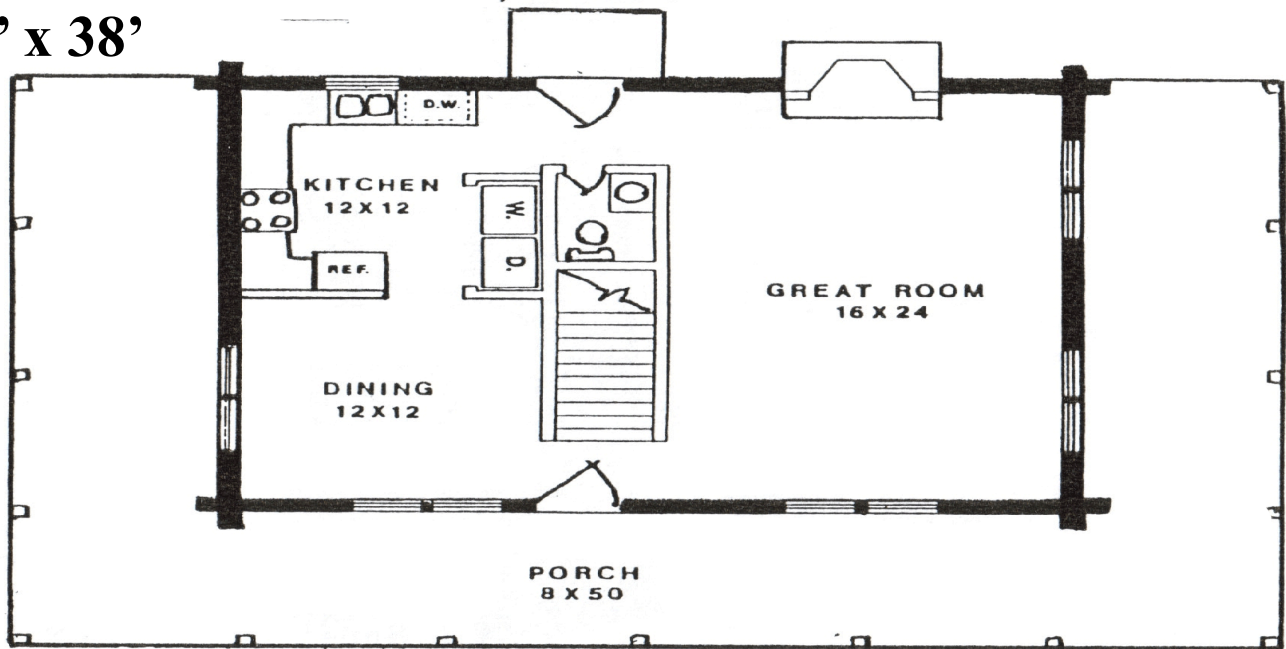 ’ x 38’
D.W.
KITCHEN
12 X 12
W.
D.
REF.
GREAT ROOM
16 X 24
DINING
12 X 12
PORCH
8 X 50